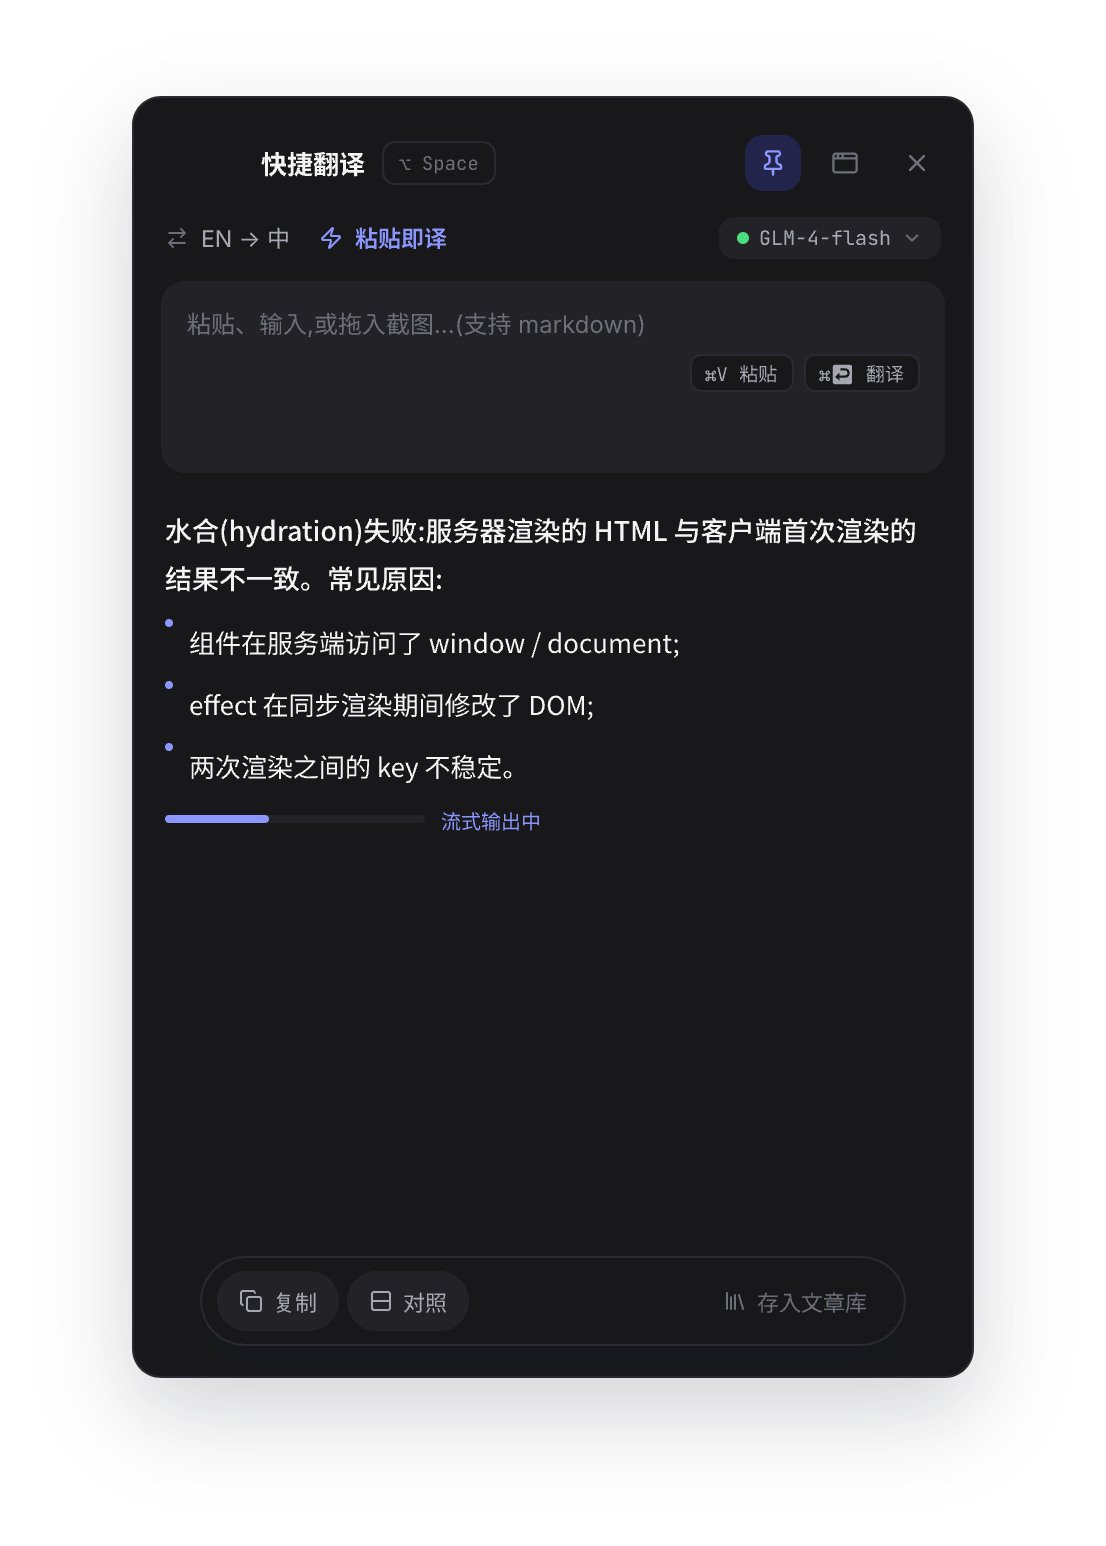 快捷翻译 ⌥ Space
EN → 中 粘贴即译 GLM-4-flash
粘贴、输入,或拖入截图...(支持 markdown)
⌘V 粘贴 ⌘↩ 翻译
水合(hydration)失败:服务器渲染的 HTML 与客户端首次渲染的
结果不一致。常见原因:
组件在服务端访问了 window / document;
effect 在同步渲染期间修改了 DOM;
两次渲染之间的 key 不稳定。
流式输出中
复制 对照 存入文章库